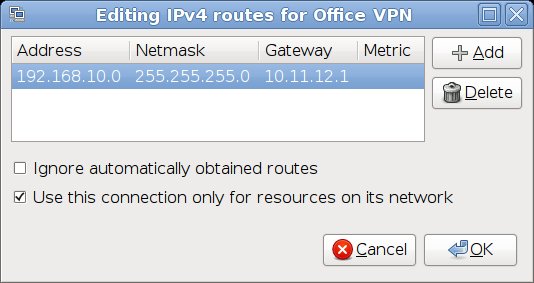 Editing IPv4 routes for Office VPN
Address Netmask Gateway Metric
192.168.10.0 255.255.255.0 10.11.12.1
Add
Delete
Ignore automatically obtained routes
Use this connection only for resources on its network
Cancel OK